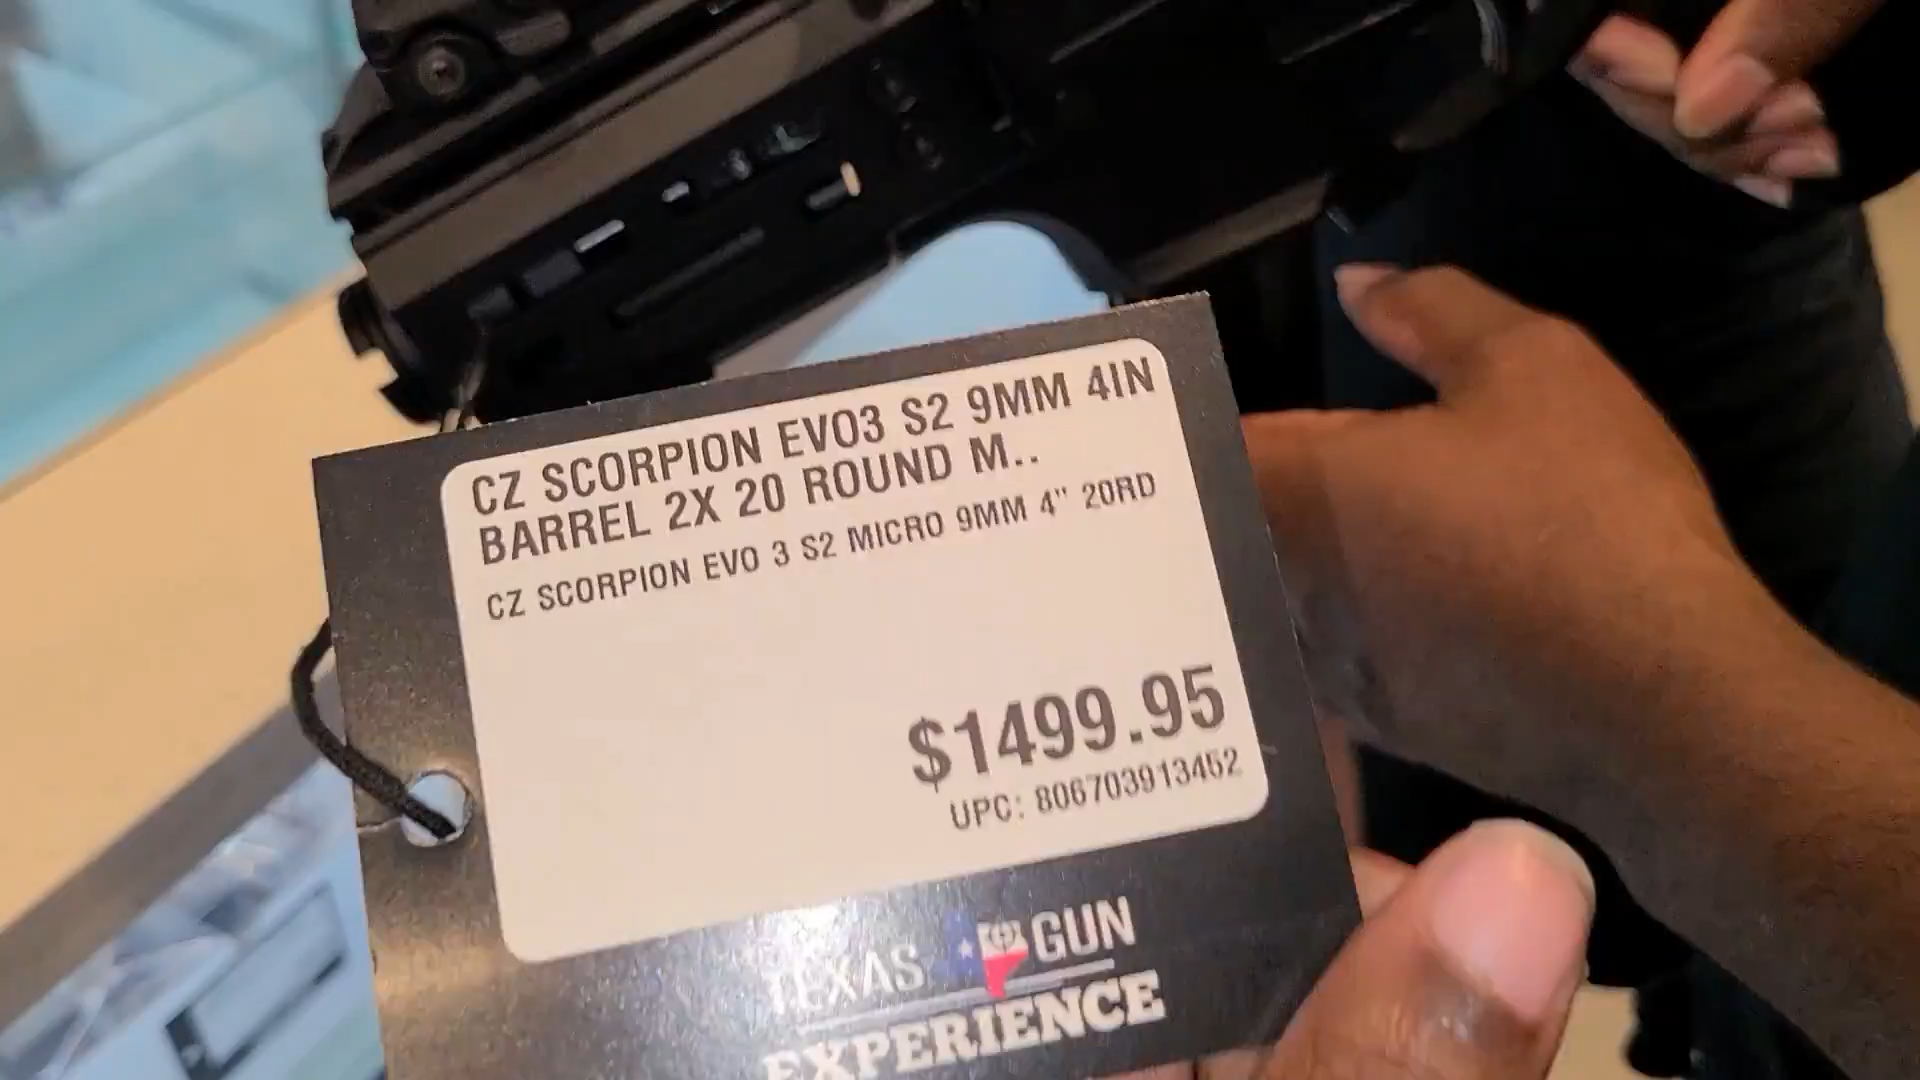 CZ SCORPION EVO3 S2 9MM 4IN
BARREL 2X 20 ROUND M..
CZ SCORPION EVO 3 S2 MICRO 9MM 4" 20RD
$1499.95
UPC: 806703913452
TEXAS GUN
EXPERIENCE